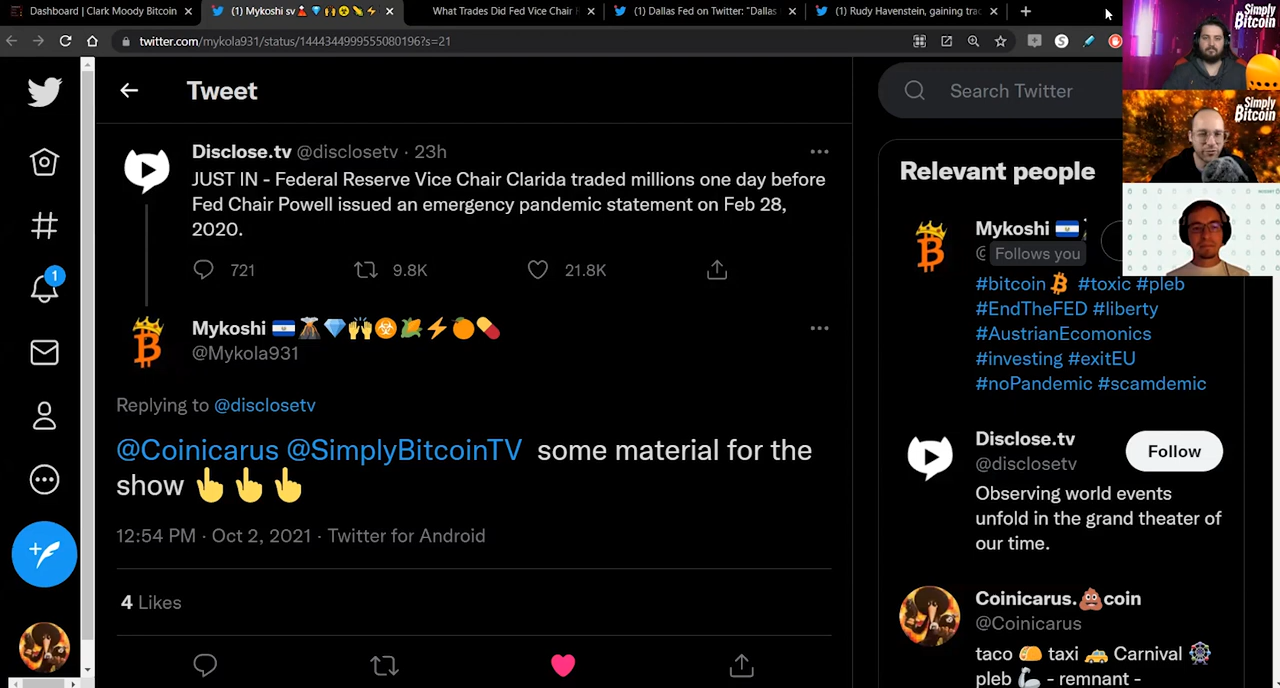 Dashboard | Clark Moody Bitcoin
(1) Mykoshi sv
What Trades Did Fed Vice Chair
(1) Dallas Fed on Twitter: "Dallas
(1) Rudy Havenstein, gaining tra
twitter.com/mykola931/status/1444344999555080196?s=21
Simply
Bitcoin
Simply
Bitcoin
Tweet
Search Twitter
Disclose.tv @disclosetv · 23h
JUST IN - Federal Reserve Vice Chair Clarida traded millions one day before
Fed Chair Powell issued an emergency pandemic statement on Feb 28,
2020.
721 9.8K 21.8K
Mykoshi 🇸🇻🌋💎🙌☣️🌽⚡🍊💊
@Mykola931
Replying to @disclosetv
@Coinicarus @SimplyBitcoinTV some material for the
show 👆👆👆
12:54 PM · Oct 2, 2021 · Twitter for Android
4 Likes
1
Relevant people
Mykoshi 🇸🇻
@ Follows you
#bitcoin #toxic #pleb
#EndTheFED #liberty
#AustrianEcomonics
#investing #exitEU
#noPandemic #scamdemic
Disclose.tv
@disclosetv
Follow
Observing world events
unfold in the grand theater of
our time.
Coinicarus.💩coin
@Coinicarus
taco 🌮 taxi 🚕 Carnival 🎡
pleb 🦾 - remnant -